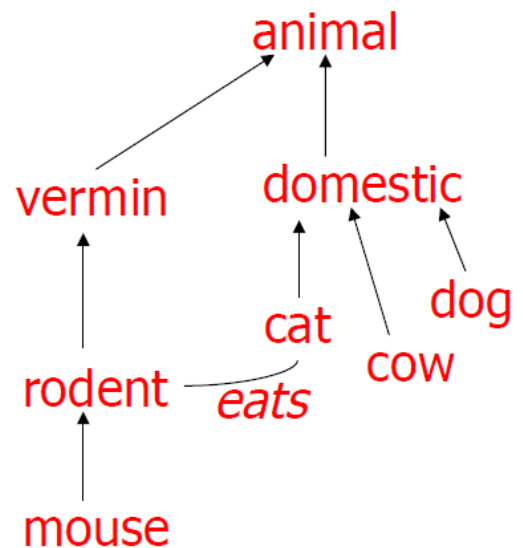 animal
vermin
domestic
dog
cat
cow
rodent
eats
mouse